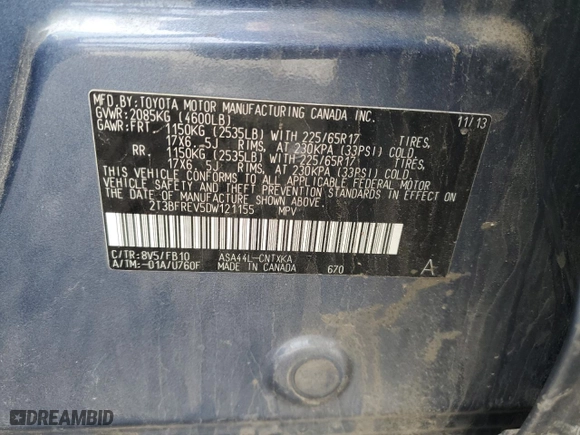 MFD.BY:TOYOTA MOTOR MANUFACTURING CANADA INC.
GVWR:2085KG (4600LB) 11/13
GAWR:FRT. 1150KG (2535LB) WITH 225/65R17 TIRES,
17X6.5J RIMS, AT 230KPA (33PSI) COLD
RR. 1150KG (2535LB) WITH 225/65R17 TIRES,
17X6.5J RIMS, AT 230KPA (33PSI) COLD
THIS VEHICLE CONFORMS TO ALL APPLICABLE FEDERAL MOTOR
VEHICLE SAFETY AND THEFT PREVENTION STANDARDS IN EFFECT ON
THE DATE OF MANUFACTURE SHOWN ABOVE.
2T3BFREV5DW121155 MPV
C/TR:8V5/FB10 ASA44L-CNTXKA
A/TM:-01A/U760F MADE IN CANADA 670 A
DREAMBID